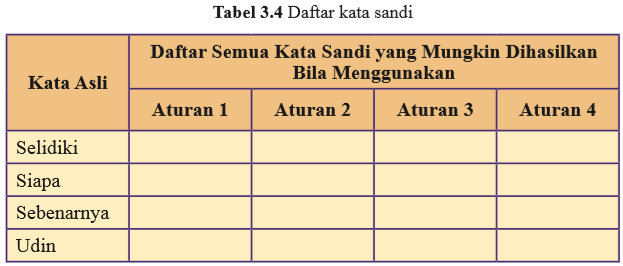 Tabel 3.4 Daftar kata sandi
Kata Asli
Daftar Semua Kata Sandi yang Mungkin Dihasilkan
Bila Menggunakan
Aturan 1 Aturan 2 Aturan 3 Aturan 4
Selidiki
Siapa
Sebenarnya
Udin